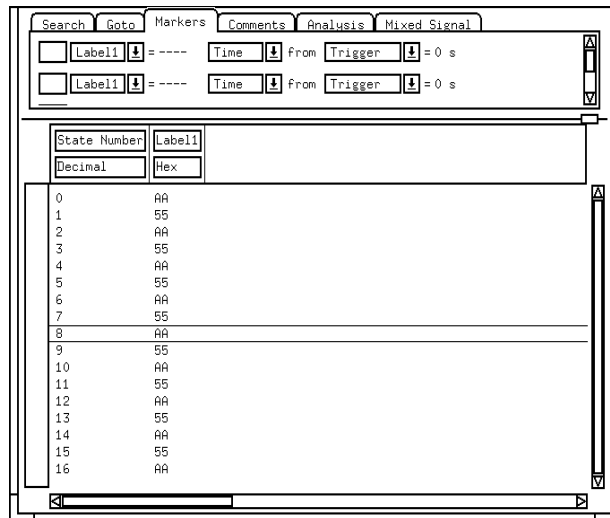 Search Goto Markers Comments Analysis Mixed Signal
Label1 = ---- Time from Trigger = 0 s
Label1 = ---- Time from Trigger = 0 s
State Number Label1
Decimal Hex
0 AA
1 55
2 AA
3 55
4 AA
5 55
6 AA
7 55
8 AA
9 55
10 AA
11 55
12 AA
13 55
14 AA
15 55
16 AA